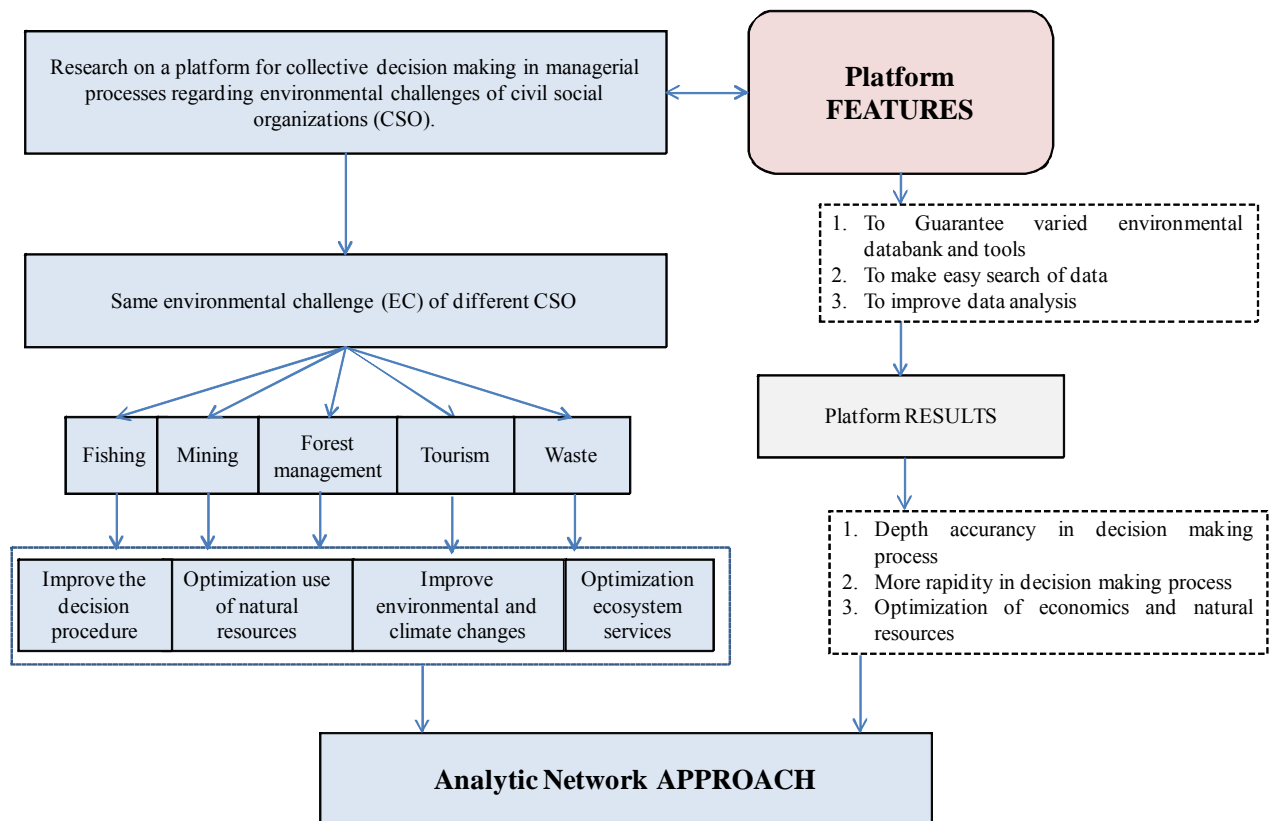 Research on a platform for collective decision making in managerial
processes regarding environmental challenges of civil social
organizations (CSO).
Platform
FEATURES
1. To Guarantee varied environmental
databank and tools
2. To make easy search of data
3. To improve data analysis
Same environmental challenge (EC) of different CSO
Platform RESULTS
Fishing
Mining
Forest
management
Tourism
Waste
1. Depth accurancy in decision making
process
2. More rapidity in decision making process
3. Optimization of economics and natural
resources
Improve the
decision
procedure
Optimization use
of natural
resources
Improve
environmental and
climate changes
Optimization
ecosystem
services
Analytic Network APPROACH